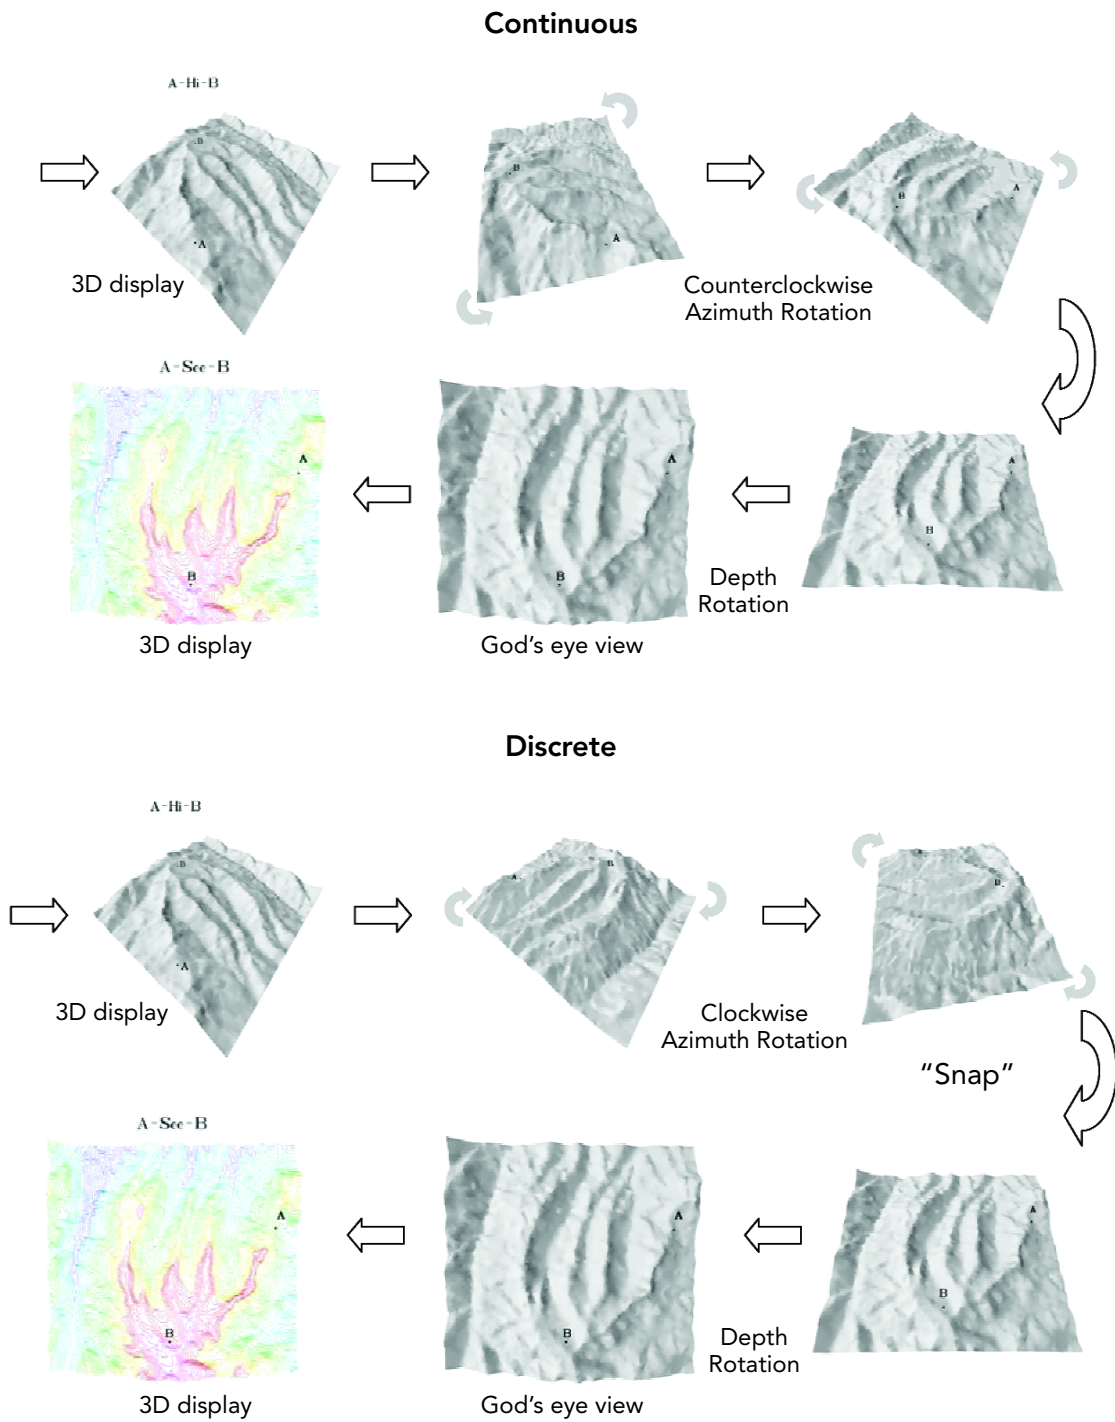 Continuous
A-Hi-B
B
A
3D display
B
A
Counterclockwise
Azimuth Rotation
B
A
A-See-B
A
B
3D display
A
B
God's eye view
Depth
Rotation
A
B
Discrete
A-Hi-B
B
A
3D display
A
B
Clockwise
Azimuth Rotation
B
"Snap"
A-See-B
A
B
3D display
A
B
God's eye view
Depth
Rotation
A
B